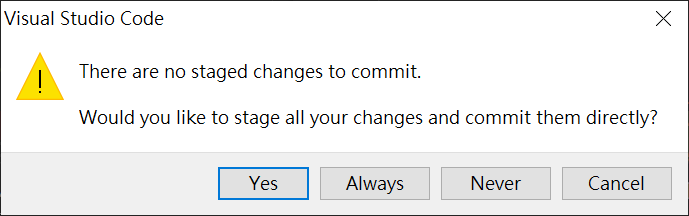 Visual Studio Code
There are no staged changes to commit.
Would you like to stage all your changes and commit them directly?
Yes Always Never Cancel